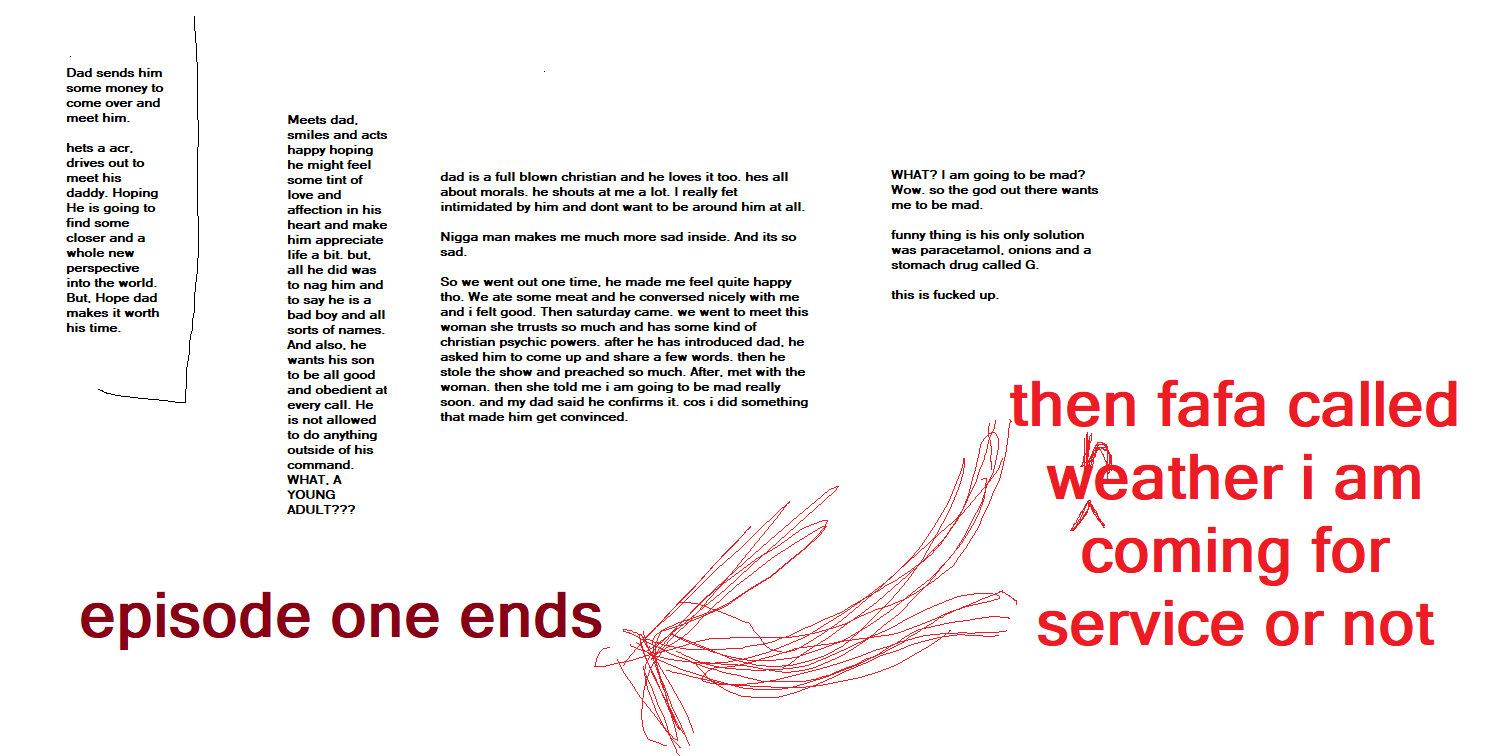 Dad sends him
some money to
come over and
meet him.
hets a acr,
drives out to
meet his
daddy. Hoping
He is going to
find some
closer and a
whole new
perspective
into the world.
But, Hope dad
makes it worth
his time.
Meets dad,
smiles and acts
happy hoping
he might feel
some tint of
love and
affection in his
heart and make
him appreciate
life a bit. but,
all he did was
to nag him and
to say he is a
bad boy and all
sorts of names.
And also, he
wants his son
to be all good
and obedient at
every call. He
is not allowed
to do anything
outside of his
command.
WHAT, A
YOUNG
ADULT???
dad is a full blown christian and he loves it too. hes all
about morals. he shouts at me a lot. I really fet
intimidated by him and dont want to be around him at all.
Nigga man makes me much more sad inside. And its so
sad.
So we went out one time, he made me feel quite happy
tho. We ate some meat and he conversed nicely with me
and i felt good. Then saturday came. we went to meet this
woman she trrusts so much and has some kind of
christian psychic powers. after he has introduced dad, he
asked him to come up and share a few words. then he
stole the show and preached so much. After, met with the
woman. then she told me i am going to be mad really
soon. and my dad said he confirms it. cos i did something
that made him get convinced.
WHAT? I am going to be mad?
Wow. so the god out there wants
me to be mad.
funny thing is his only solution
was paracetamol, onions and a
stomach drug called G.
this is fucked up.
then fafa called
weather i am
coming for
service or not
episode one ends